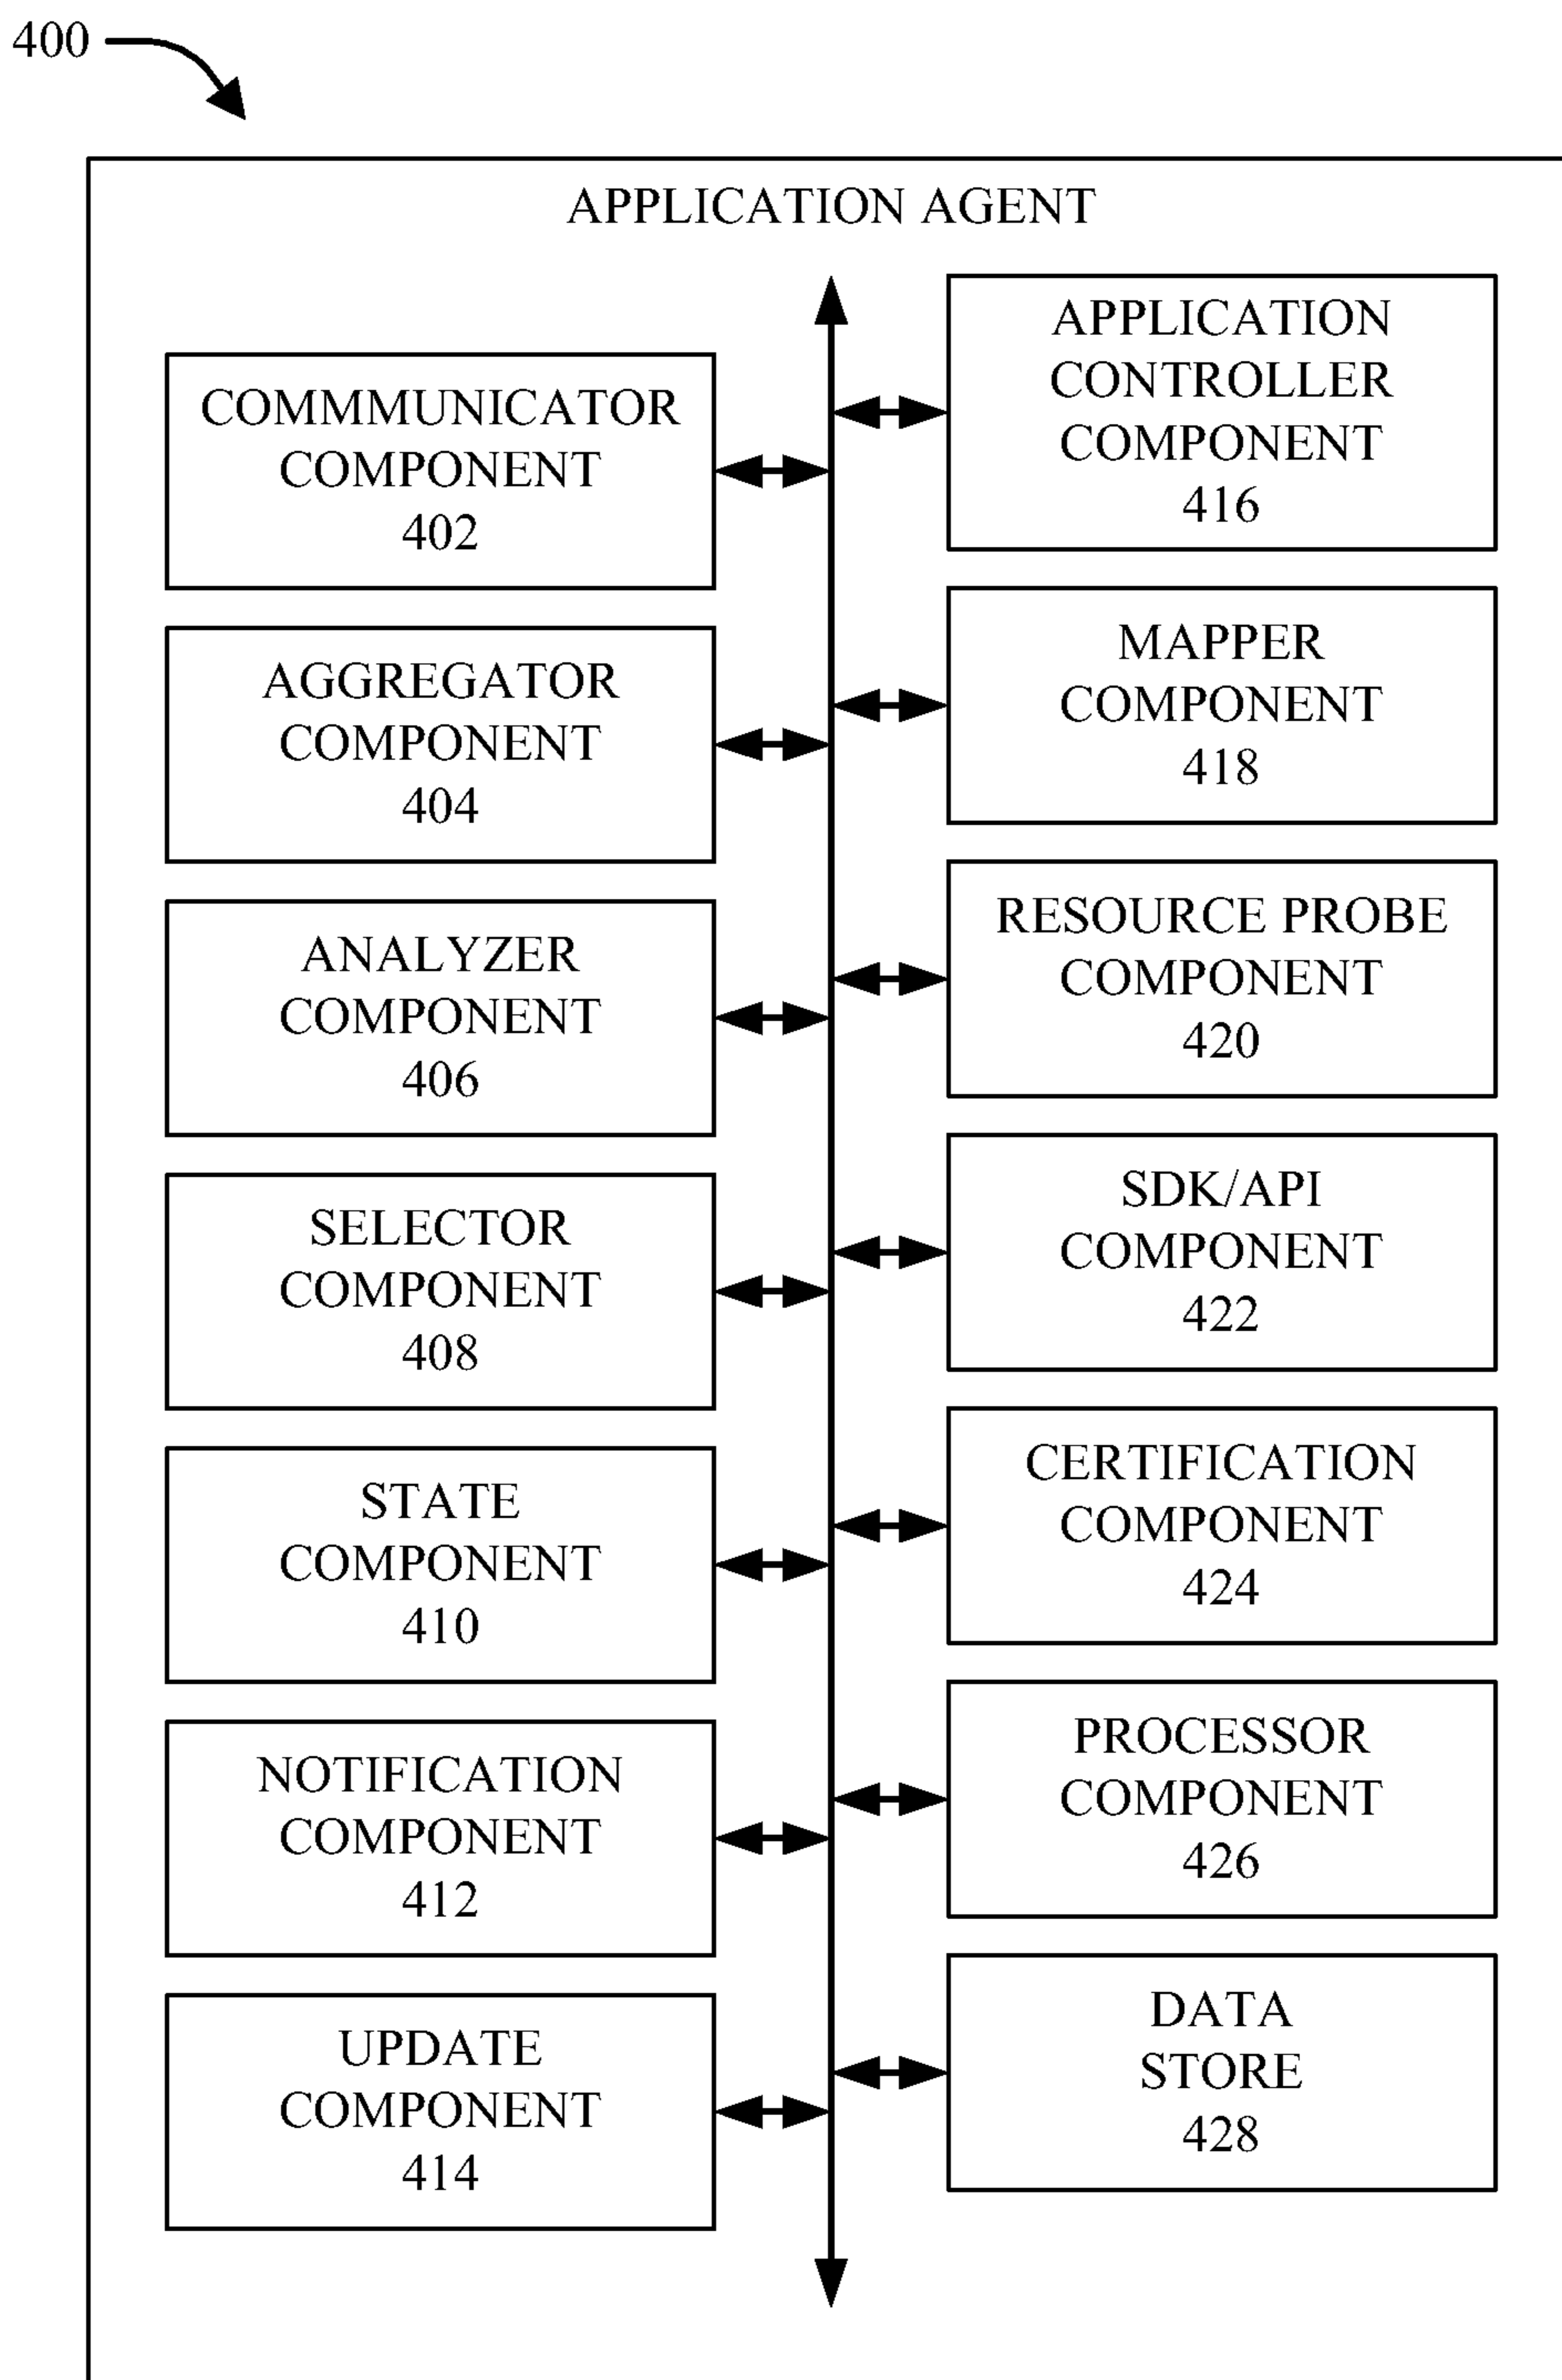 400
APPLICATION AGENT
COMMMUNICATOR
COMPONENT
402
AGGREGATOR
COMPONENT
404
ANALYZER
COMPONENT
406
SELECTOR
COMPONENT
408
STATE
COMPONENT
410
NOTIFICATION
COMPONENT
412
UPDATE
COMPONENT
414
APPLICATION
CONTROLLER
COMPONENT
416
MAPPER
COMPONENT
418
RESOURCE PROBE
COMPONENT
420
SDK/API
COMPONENT
422
CERTIFICATION
COMPONENT
424
PROCESSOR
COMPONENT
426
DATA
STORE
428